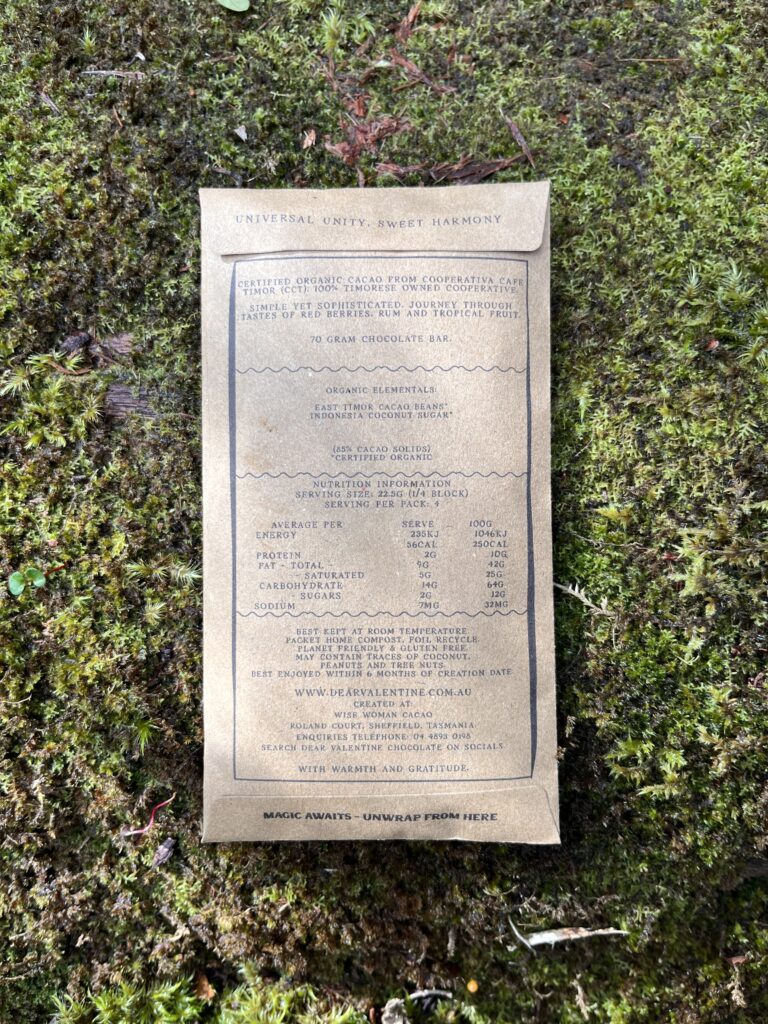 UNIVERSAL UNITY, SWEET HARMONY
CERTIFIED ORGANIC CACAO FROM COOPERATIVA CAFE
TIMOR (CCT). 100% TIMORESE OWNED COOPERATIVE.
SIMPLE YET SOPHISTICATED. JOURNEY THROUGH
TASTES OF RED BERRIES, RUM AND TROPICAL FRUIT.
70 GRAM CHOCOLATE BAR.
ORGANIC ELEMENTALS:
EAST TIMOR CACAO BEANS*
INDONESIA COCONUT SUGAR*
(85% CACAO SOLIDS)
*CERTIFIED ORGANIC
NUTRITION INFORMATION
SERVING SIZE: 22.5G (1/4 BLOCK)
SERVING PER PACK: 4
AVERAGE PER SERVE 100G
ENERGY 235KJ 1046KJ
56CAL 250CAL
PROTEIN 2G 10G
FAT - TOTAL - 9G 42G
- SATURATED 5G 25G
CARBOHYDRATE 14G 64G
- SUGARS 2G 12G
SODIUM 7MG 32MG
BEST KEPT AT ROOM TEMPERATURE
PACKET HOME COMPOST, FOIL RECYCLE.
PLANET FRIENDLY & GLUTEN FREE.
MAY CONTAIN TRACES OF COCONUT,
PEANUTS AND TREE NUTS.
BEST ENJOYED WITHIN 6 MONTHS OF CREATION DATE
WWW.DEARVALENTINE.COM.AU
CREATED AT:
WISE WOMAN CACAO
ROLAND COURT, SHEFFIELD, TASMANIA.
ENQUIRIES TELEPHONE: 04 4893 0198
SEARCH DEAR VALENTINE CHOCOLATE ON SOCIALS.
WITH WARMTH AND GRATITUDE.
MAGIC AWAITS - UNWRAP FROM HERE